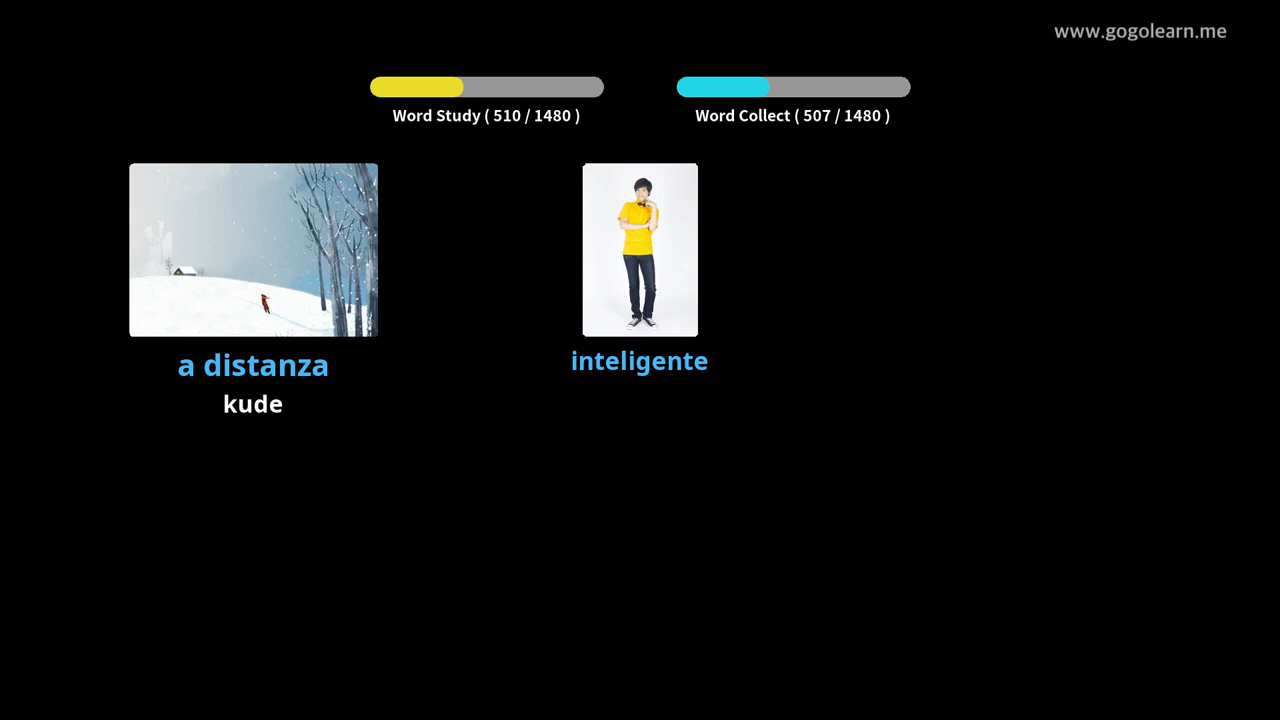 www.gogolearn.me
Word Study ( 510 / 1480 )
Word Collect ( 507 / 1480 )
a distanza
kude
inteligente